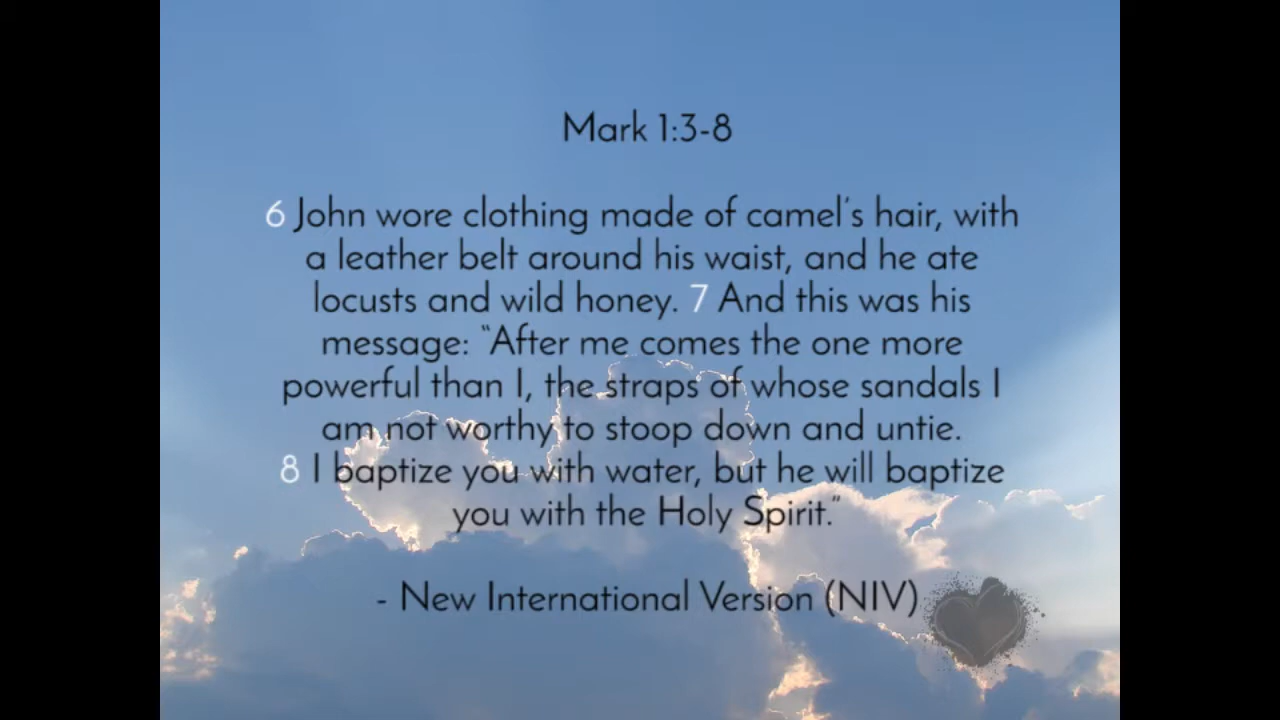 Mark 1:3-8
6 John wore clothing made of camel's hair, with
a leather belt around his waist, and he ate
locusts and wild honey. 7 And this was his
message: “After me comes the one more
powerful than I, the straps of whose sandals I
am not worthy to stoop down and untie.
8 I baptize you with water, but he will baptize
you with the Holy Spirit.”
- New International Version (NIV)